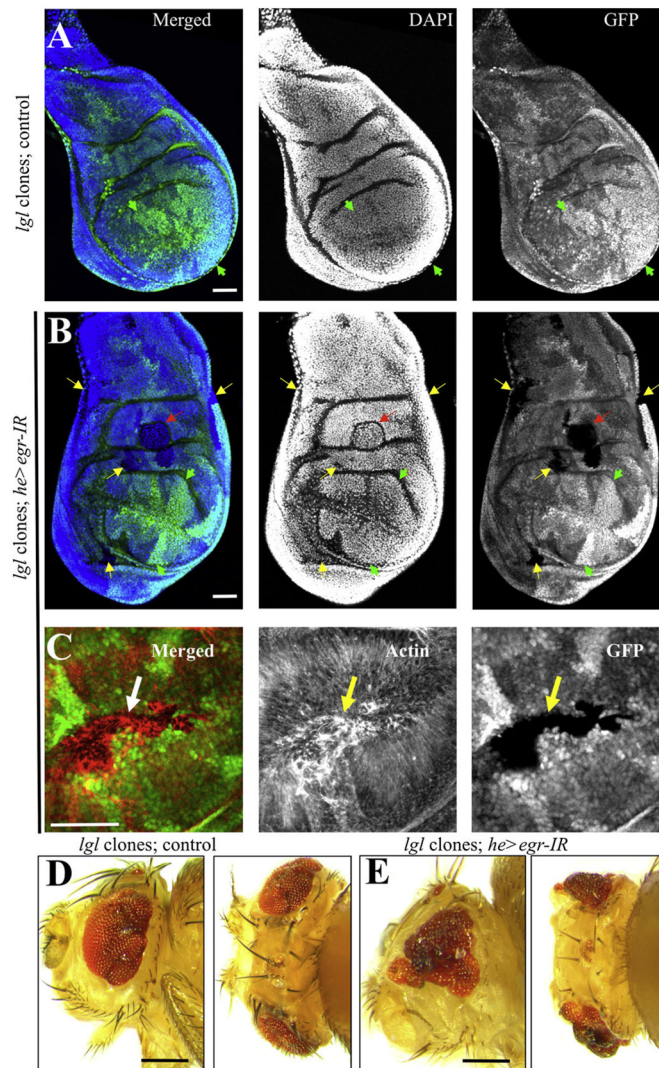 Merged DAPI GFP
A
lgl clones; control
B
lgl clones; he> egr-IR
C Merged Actin GFP
lgl clones; control lgl clones; he>egr-IR
D E